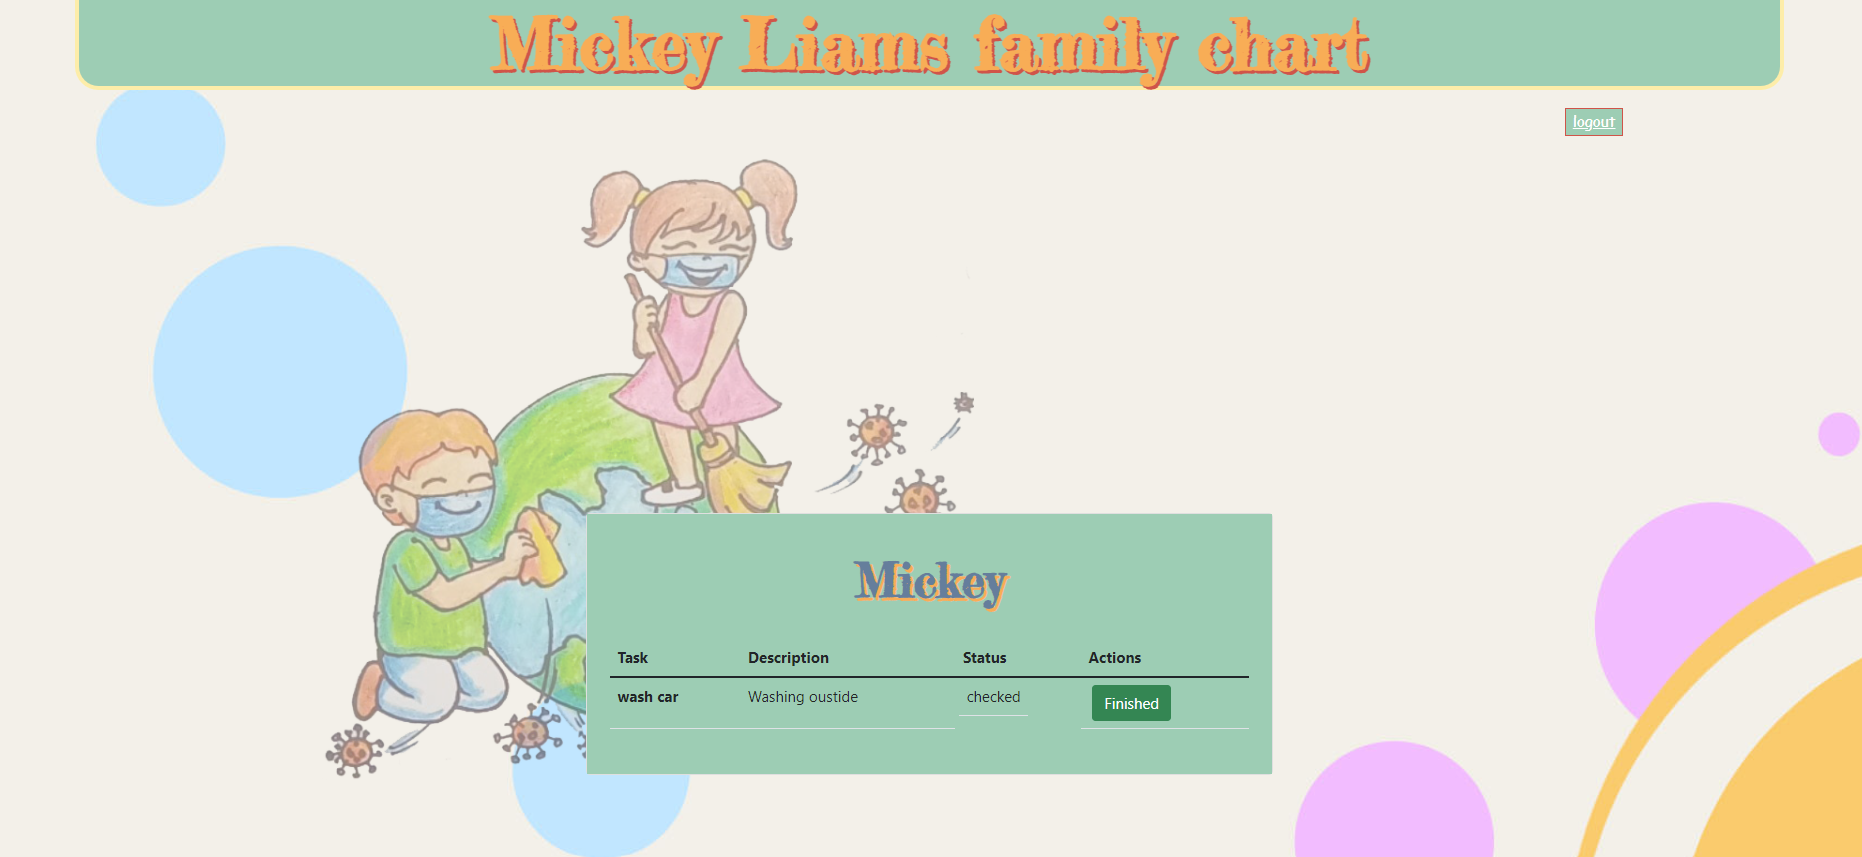 Mickey Liams family chart
logout
Mickey
Task Description Status Actions
wash car Washing oustide checked Finished